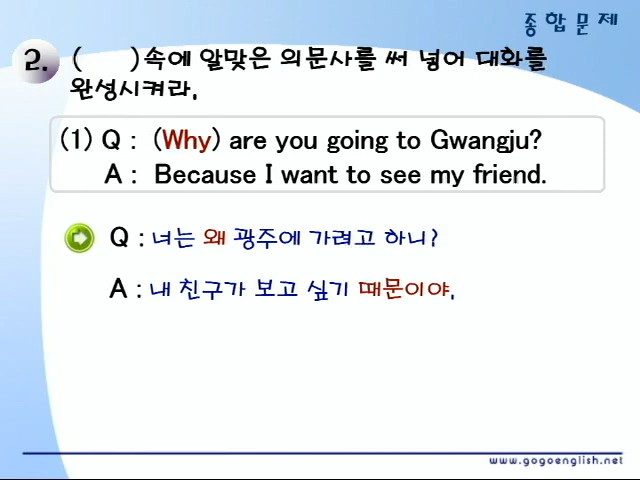 종합문제
2. (      )속에 알맞은 의문사를 써 넣어 대화를
완성시켜라.
(1) Q : (Why) are you going to Gwangju?
A : Because I want to see my friend.
Q : 너는 왜 광주에 가려고 하니?
A : 내 친구가 보고 싶기 때문이야.
www.gogoenglish.net